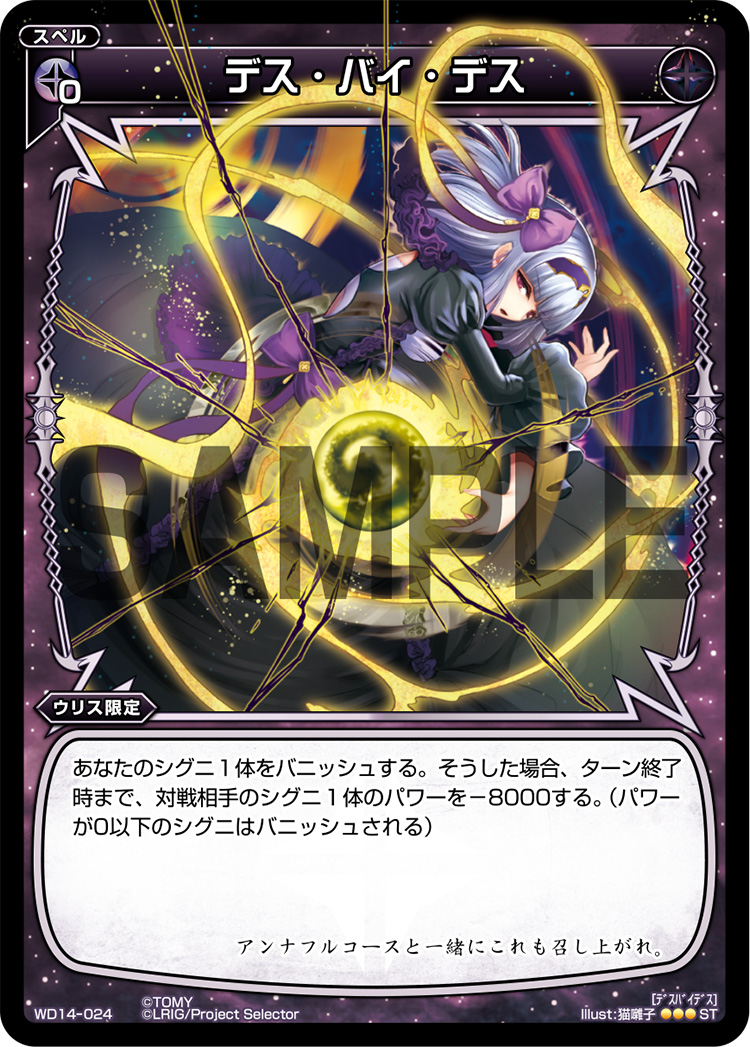 スペル
0
デス・バイ・デス
SAMPLE
ウリス限定
あなたのシグニ１体をバニッシュする。そうした場合、ターン終了
時まで、対戦相手のシグニ１体のパワーを－8000する。（パワー
が0以下のシグニはバニッシュされる）
アンナフルコースと一緒にこれも召し上がれ。
WD14-024
©TOMY
©LRIG/Project Selector
[ﾃﾞｽﾊﾞｲﾃﾞｽ]
Illust:猫囃子 ST